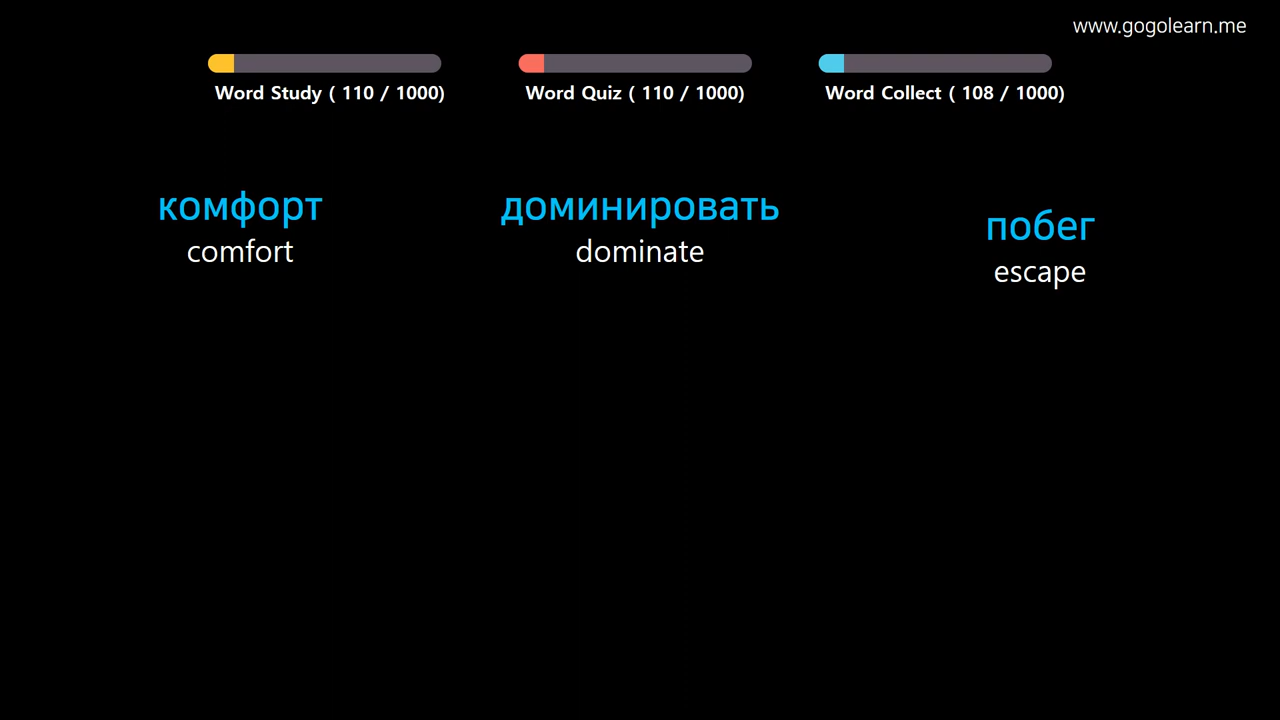 www.gogolearn.me
Word Study ( 110 / 1000)
Word Quiz ( 110 / 1000)
Word Collect ( 108 / 1000)
комфорт
comfort
доминировать
dominate
побег
escape